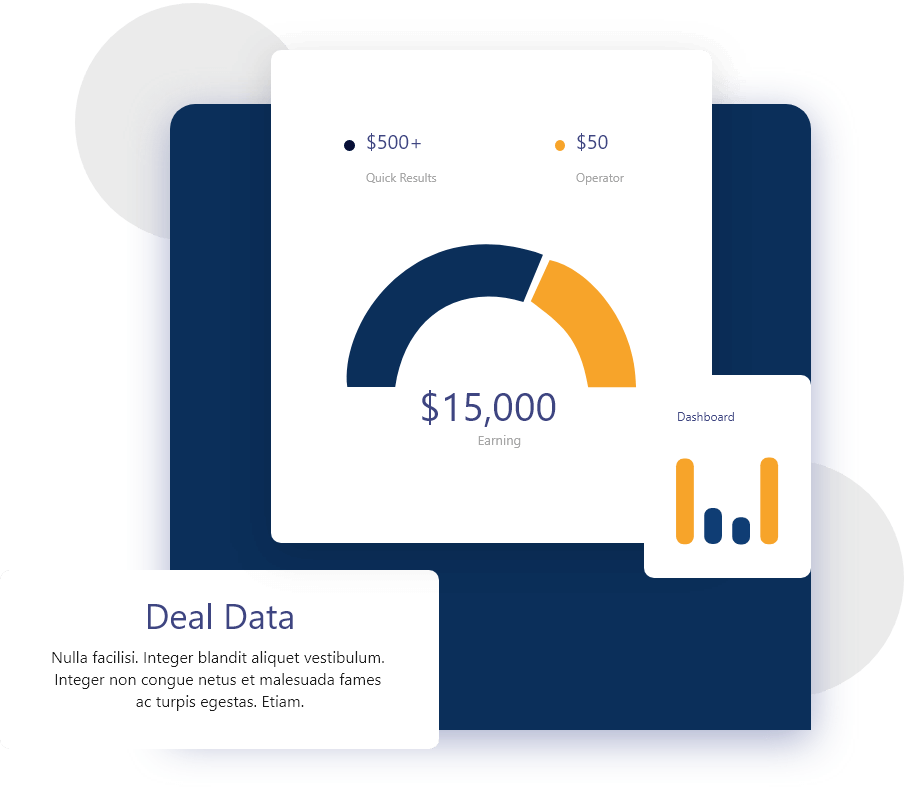 $500+
Quick Results
$50
Operator
$15,000
Earning
Dashboard
Deal Data
Nulla facilisi. Integer blandit aliquet vestibulum.
Integer non congue netus et malesuada fames
ac turpis egestas. Etiam.